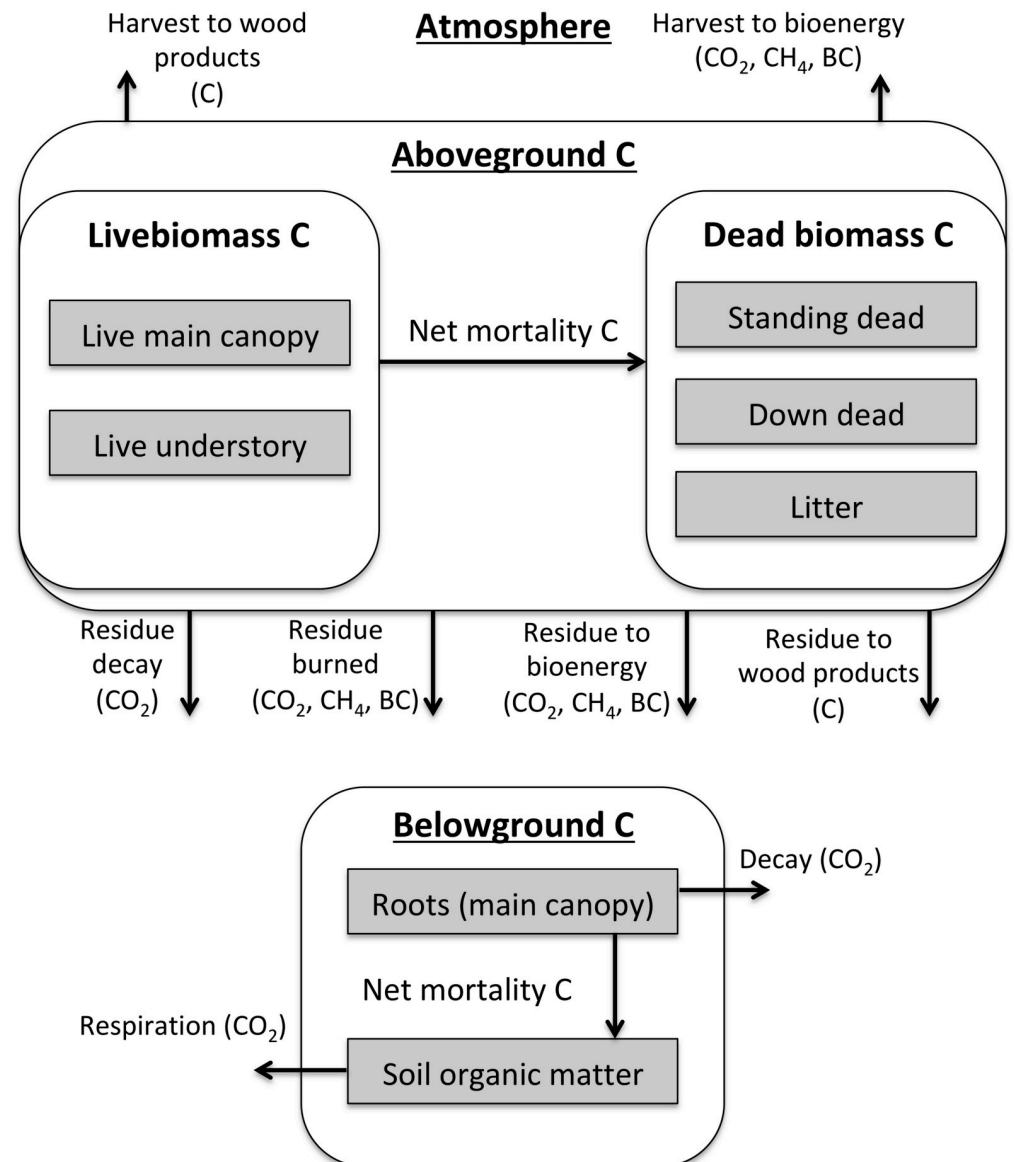 Harvest to wood
products
(C)
Atmosphere
Harvest to bioenergy
(CO₂, CH₄, BC)
Aboveground C
Livebiomass C
Live main canopy
Live understory
Net mortality C
Dead biomass C
Standing dead
Down dead
Litter
Residue
decay
(CO₂)
Residue
burned
(CO₂, CH₄, BC)
Residue to
bioenergy
(CO₂, CH₄, BC)
Residue to
wood products
(C)
Belowground C
Roots (main canopy)
Decay (CO₂)
Net mortality C
Respiration (CO₂)
Soil organic matter